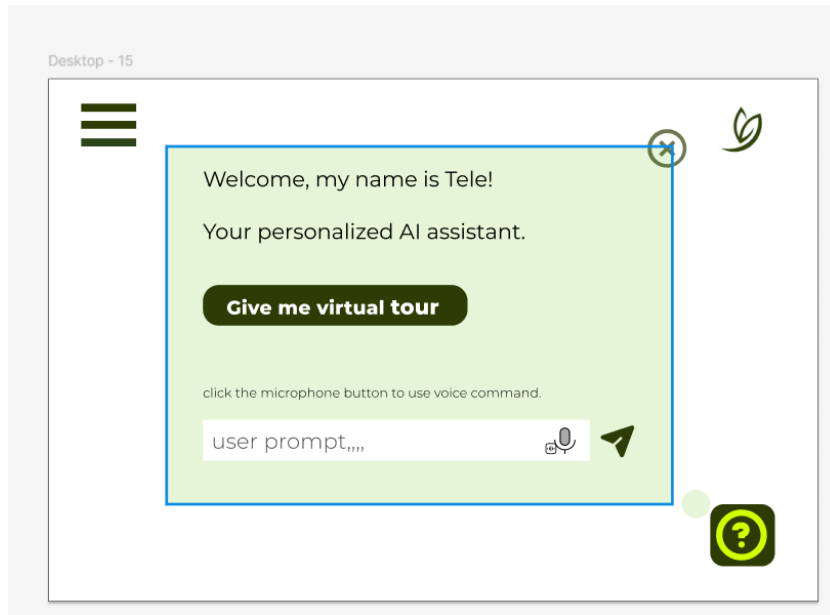 Desktop - 15
Welcome, my name is Tele!
Your personalized AI assistant.
Give me virtual tour
click the microphone button to use voice command.
user prompt,,,,
?